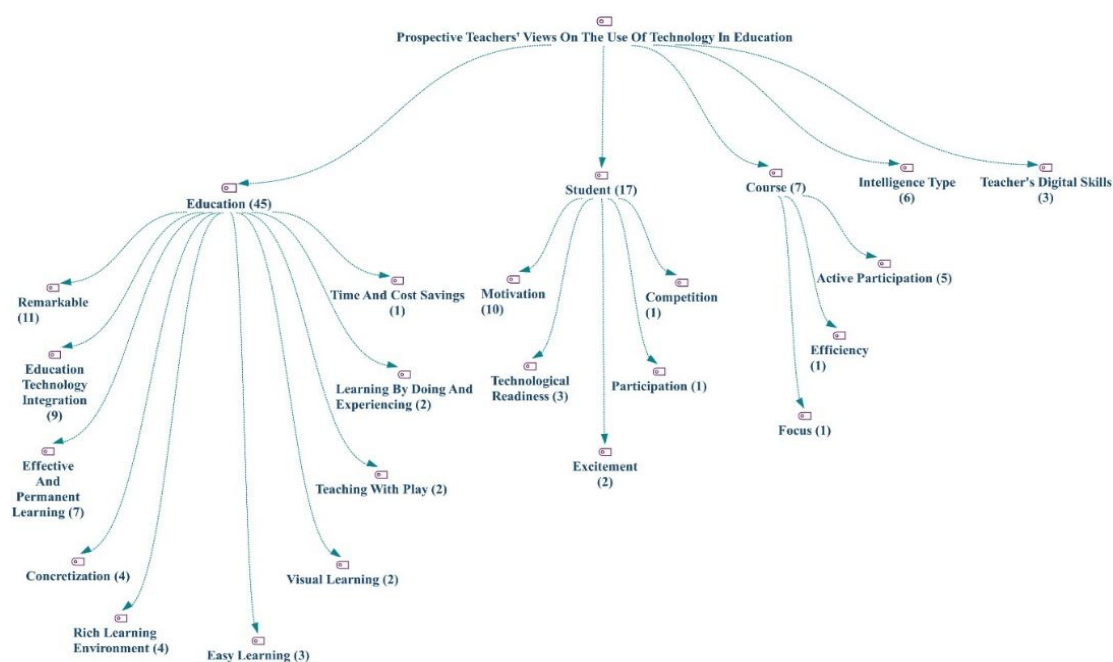 Prospective Teachers' Views On The Use Of Technology In Education
Education (45)
Student (17)
Course (7)
Intelligence Type
(6)
Teacher's Digital Skills
(3)
Remarkable
(11)
Education
Technology
Integration
(9)
Effective
And
Permanent
Learning (7)
Concretization (4)
Rich Learning
Environment (4)
Easy Learning (3)
Visual Learning (2)
Teaching With Play (2)
Learning By Doing And
Experiencing (2)
Time And Cost Savings
(1)
Motivation
(10)
Technological
Readiness (3)
Excitement
(2)
Participation (1)
Competition
(1)
Active Participation (5)
Efficiency
(1)
Focus (1)